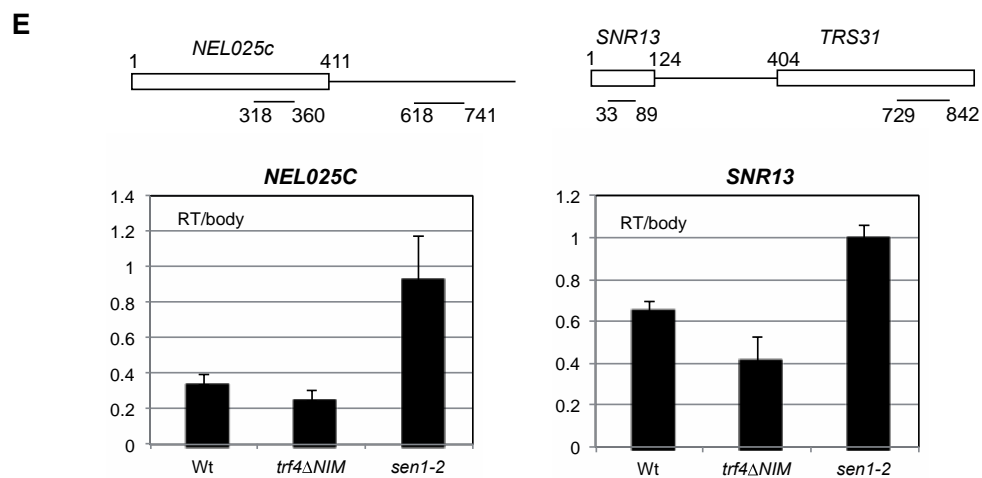 E
NEL025c
1 411
318 360 618 741
SNR13 TRS31
1 124 404
33 89 729 842
NEL025C
RT/body
1.4
1.2
1
0.8
0.6
0.4
0.2
0
Wt trf4ΔNIM sen1-2
SNR13
RT/body
1.2
1
0.8
0.6
0.4
0.2
0
Wt trf4ΔNIM sen1-2